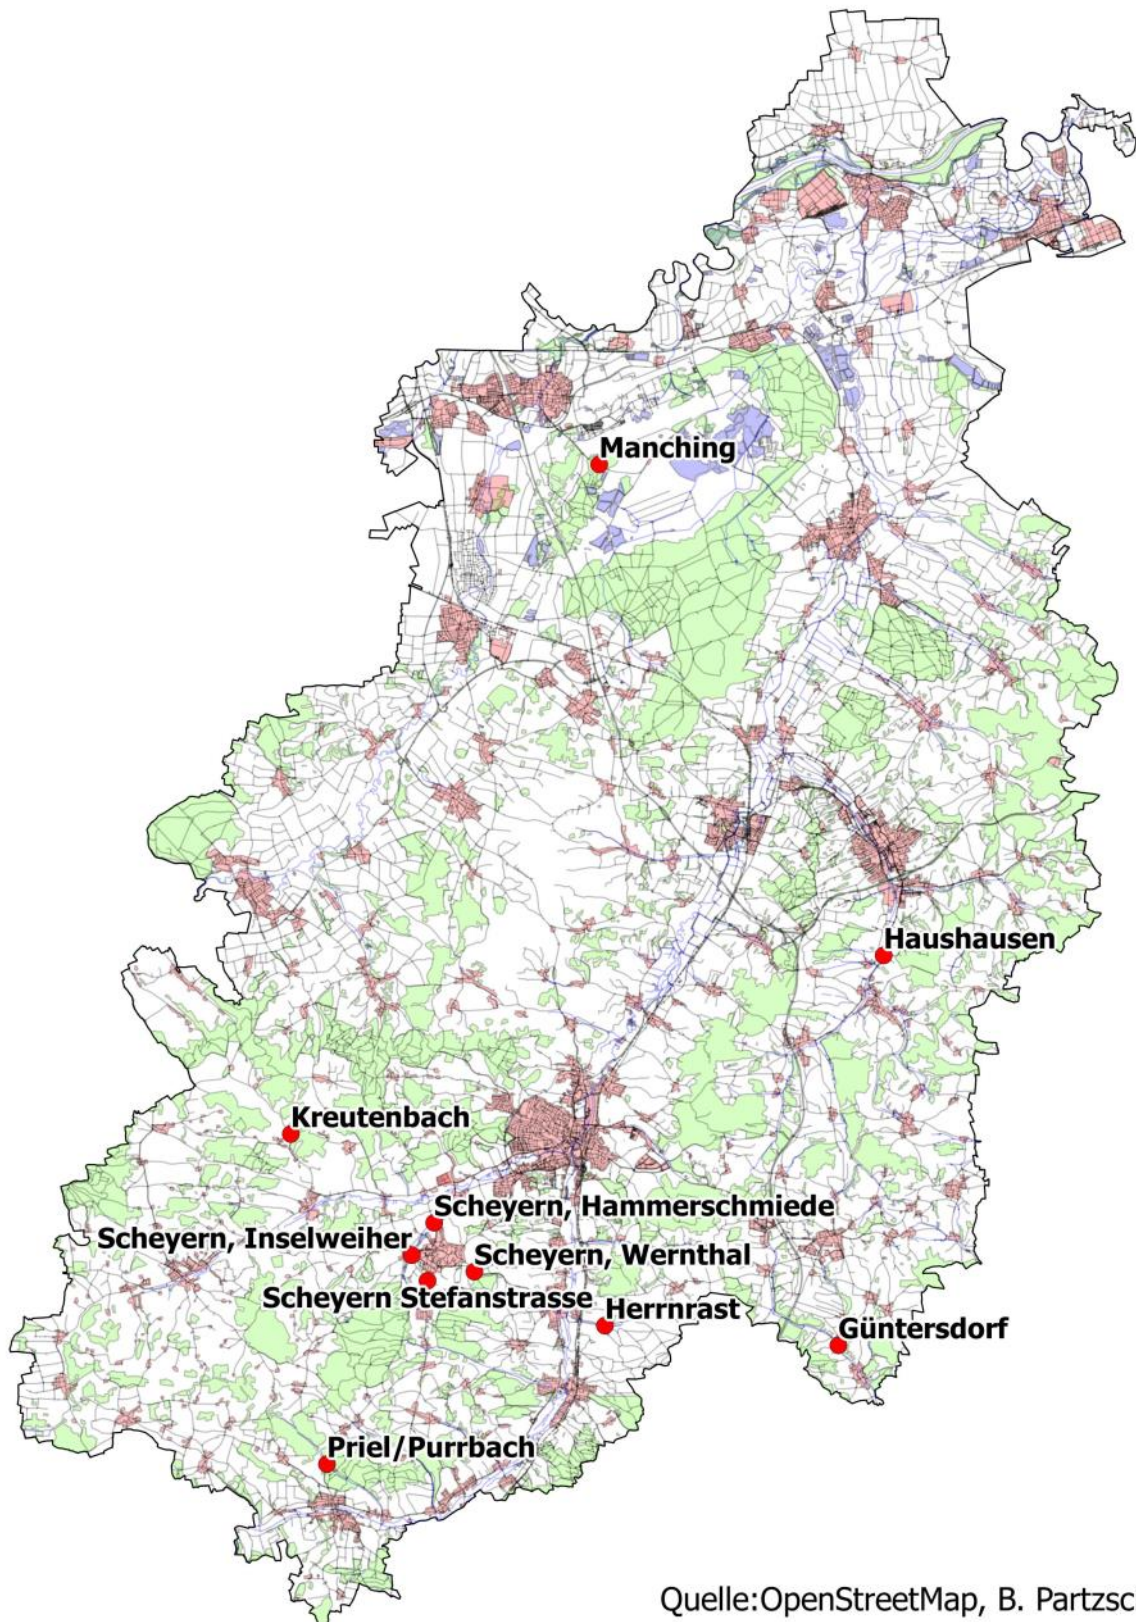 Manching
Haushausen
Kreutenbach
Scheyern, Hammerschmiede
Scheyern, Inselweiher
Scheyern, Wernthal
Scheyern Stefanstrasse
Herrnrast
Güntersdorf
Priel/Purrbach
Quelle:OpenStreetMap, B. Partzsc